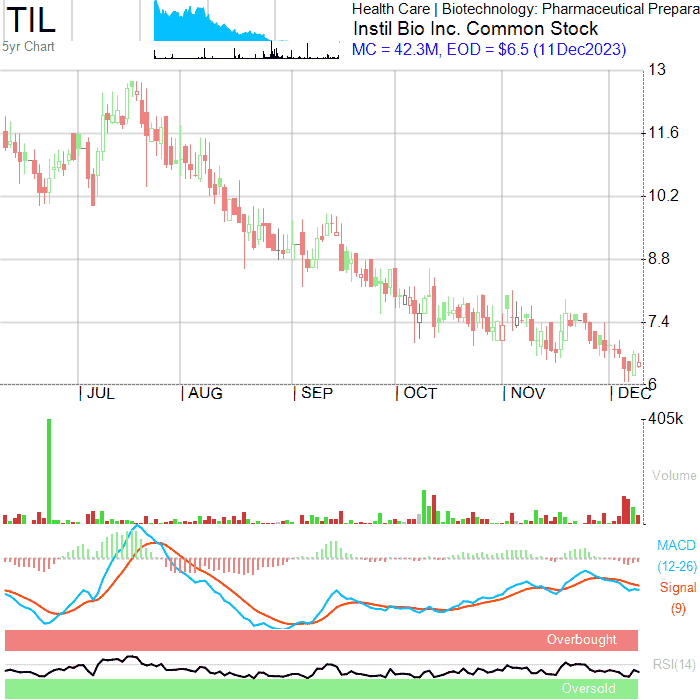 TIL
5yr Chart
Health Care | Biotechnology: Pharmaceutical Prepara
Instil Bio Inc. Common Stock
MC = 42.3M, EOD = $6.5 (11Dec2023)
13
11.6
10.2
8.8
7.4
6
| JUL | AUG | SEP | OCT | NOV | DEC
405k
Volume
MACD
(12-26)
Signal
(9)
Overbought
RSI(14)
Oversold